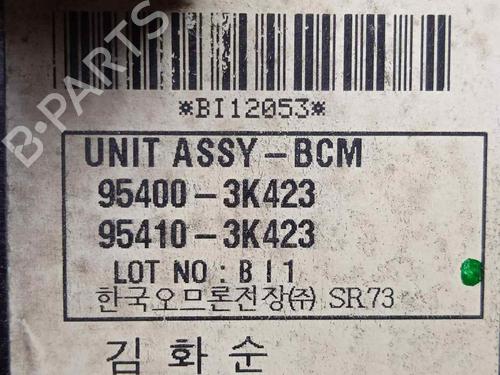 *BI12053*
UNIT ASSY-BCM
95400-3K423
95410-3K423
LOT NO : BI1
한국오므론전장㈜ SR73
김화순
B-PARTS